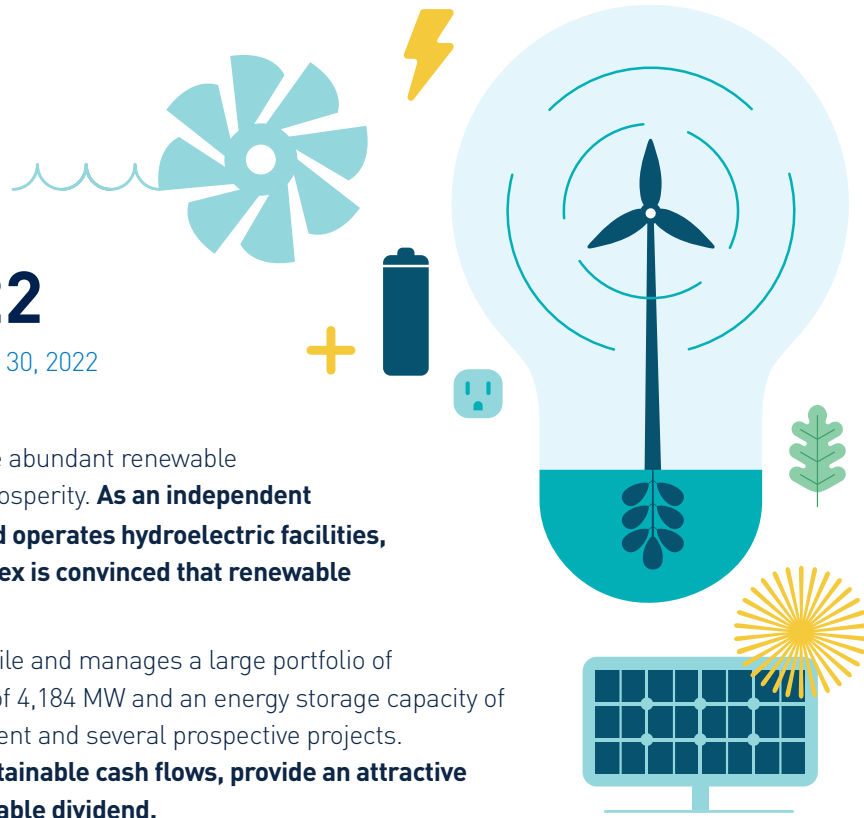 30, 2022
abundant renewable
osperity. As an independent
operates hydroelectric facilities,
ex is convinced that renewable
ile and manages a large portfolio of
of 4,184 MW and an energy storage capacity of
ent and several prospective projects.
tainable cash flows, provide an attractive
able dividend.